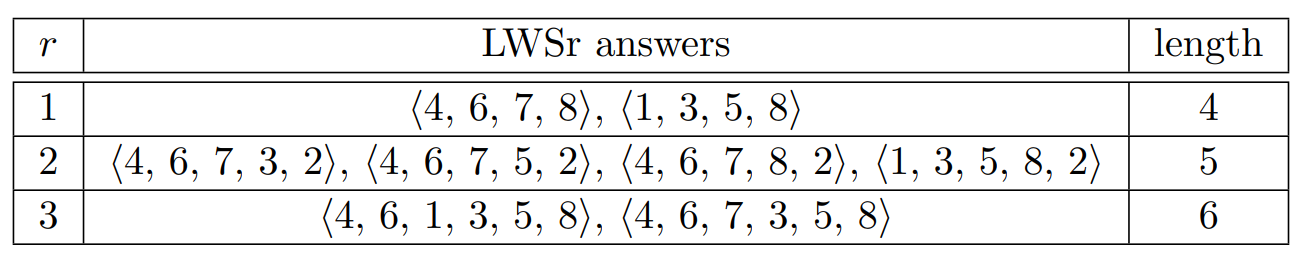 r LWSr answers length
1 ⟨4, 6, 7, 8⟩, ⟨1, 3, 5, 8⟩ 4
2 ⟨4, 6, 7, 3, 2⟩, ⟨4, 6, 7, 5, 2⟩, ⟨4, 6, 7, 8, 2⟩, ⟨1, 3, 5, 8, 2⟩ 5
3 ⟨4, 6, 1, 3, 5, 8⟩, ⟨4, 6, 7, 3, 5, 8⟩ 6